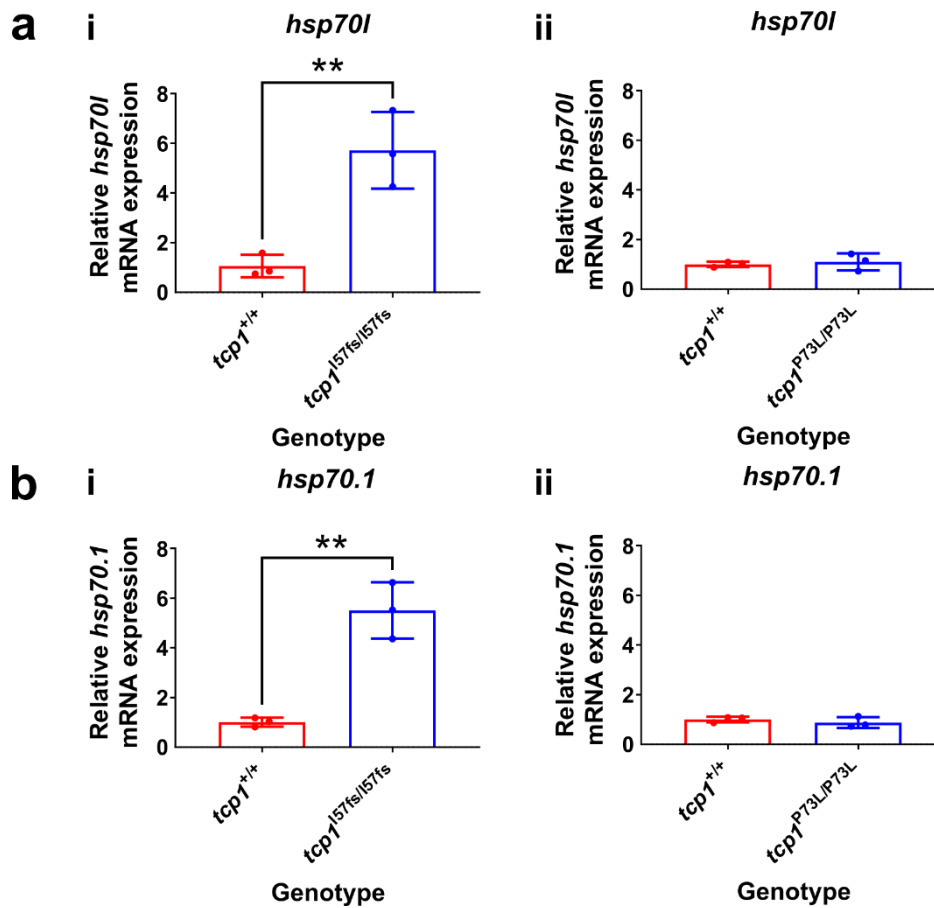 a
i
hsp70l
**
Relative hsp70l
mRNA expression
8
6
4
2
0
tcp1+/+
tcp1I57fs/I57fs
Genotype
ii
hsp70l
Relative hsp70l
mRNA expression
8
6
4
2
0
tcp1+/+
tcp1P73L/P73L
Genotype
b
i
hsp70.1
**
Relative hsp70.1
mRNA expression
8
6
4
2
0
tcp1+/+
tcp1I57fs/I57fs
Genotype
ii
hsp70.1
Relative hsp70.1
mRNA expression
8
6
4
2
0
tcp1+/+
tcp1P73L/P73L
Genotype